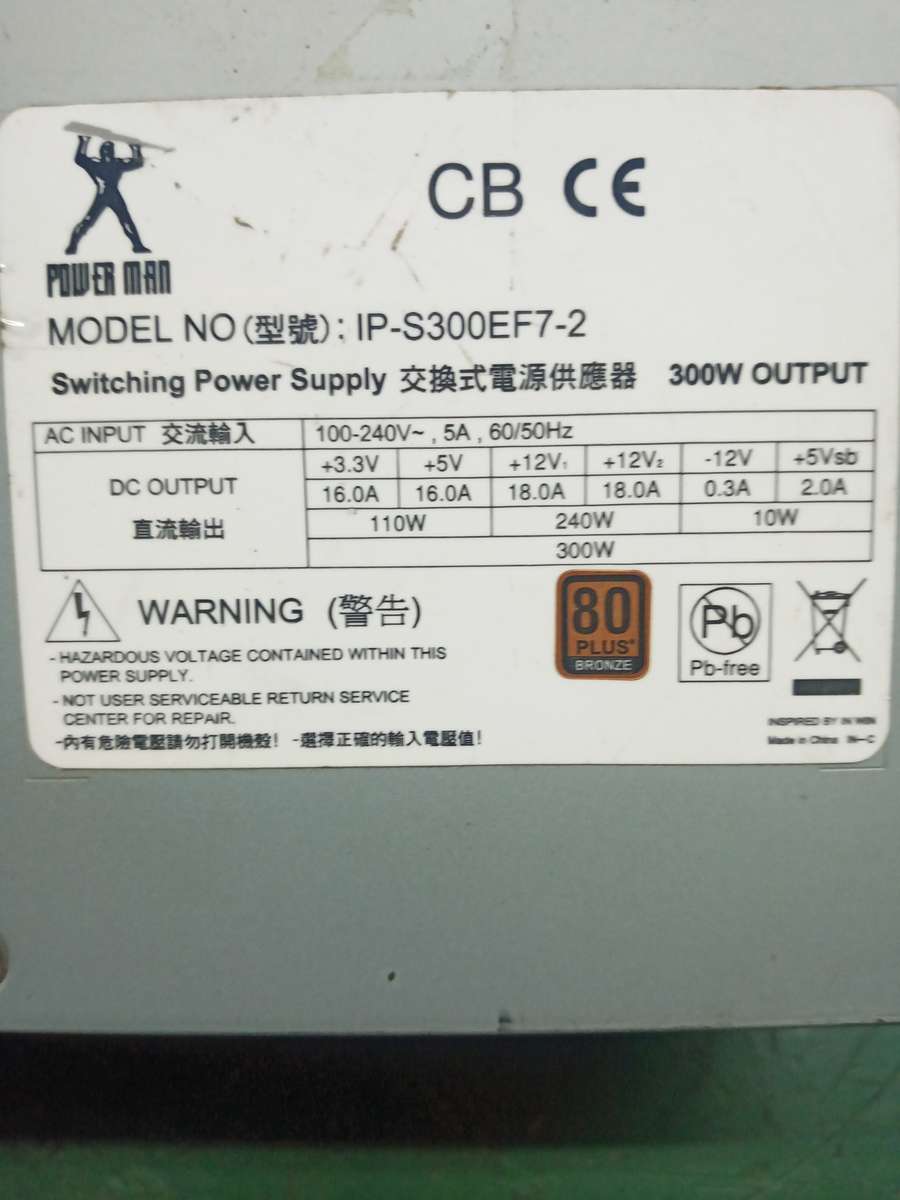 CB CE
POWER MAN
MODEL NO (型號): IP-S300EF7-2
Switching Power Supply 交換式電源供應器 300W OUTPUT
AC INPUT 交流輸入 100-240V~ , 5A , 60/50Hz
+3.3V +5V +12V₁ +12V₂ -12V +5Vsb
DC OUTPUT 16.0A 16.0A 18.0A 18.0A 0.3A 2.0A
直流輸出 110W 240W 10W
300W
WARNING (警告)
- HAZARDOUS VOLTAGE CONTAINED WITHIN THIS
POWER SUPPLY.
- NOT USER SERVICEABLE RETURN SERVICE
CENTER FOR REPAIR.
-內有危險電壓請勿打開機殼! -選擇正確的輸入電壓值!
80
PLUS®
BRONZE
Pb
Pb-free
INSPIRED BY IN WIN
Made in China IN-C